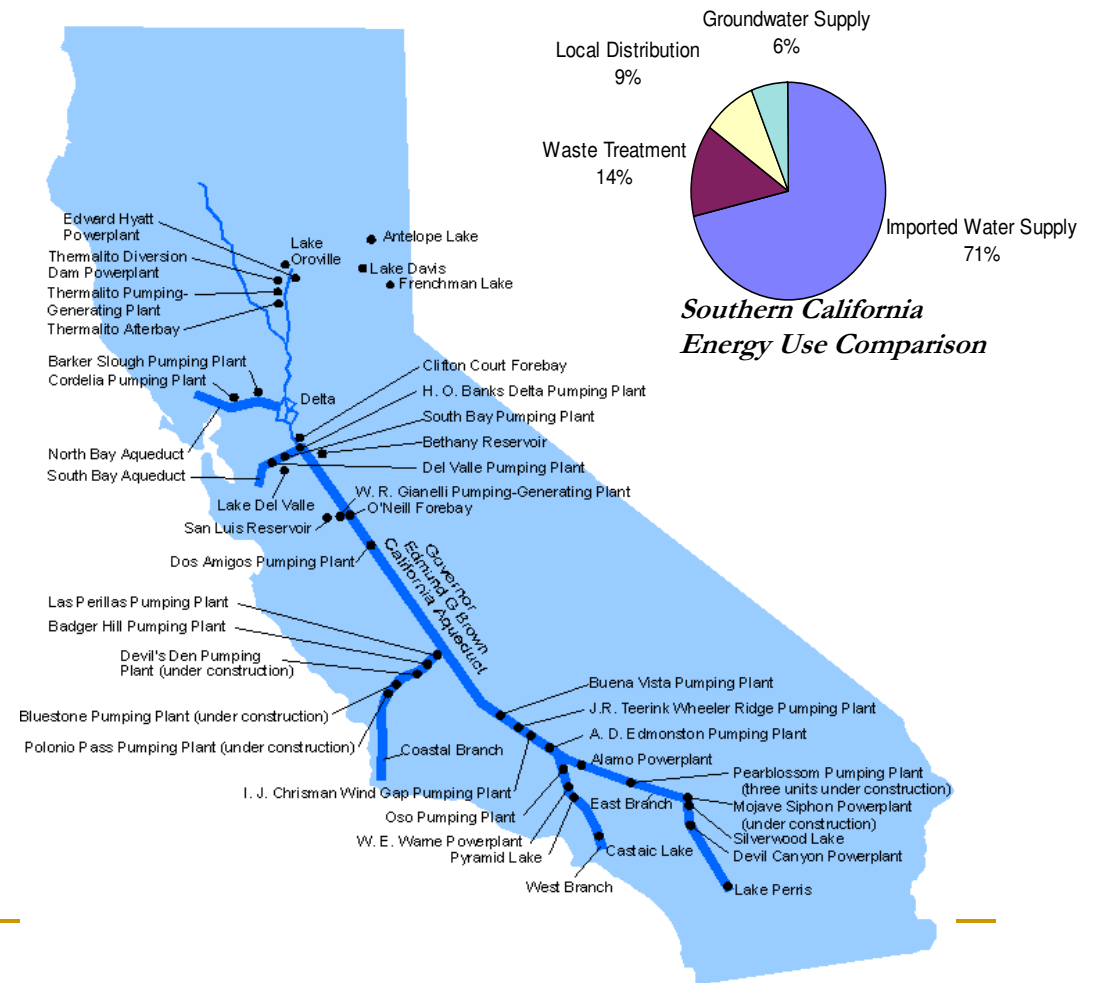 Groundwater Supply
6%
Local Distribution
9%
Waste Treatment
14%
Imported Water Supply
71%
Southern California
Energy Use Comparison
Edward Hyatt
Powerplant
Thermalito Diversion
Dam Powerplant
Thermalito Pumping-
Generating Plant
Thermalito Afterbay
Lake
Oroville
Antelope Lake
Lake Davis
Frenchman Lake
Barker Slough Pumping Plant
Cordelia Pumping Plant
Delta
Clifton Court Forebay
H. O. Banks Delta Pumping Plant
South Bay Pumping Plant
Bethany Reservoir
Del Valle Pumping Plant
North Bay Aqueduct
South Bay Aqueduct
Lake Del Valle
W. R. Gianelli Pumping-Generating Plant
O'Neill Forebay
San Luis Reservoir
Dos Amigos Pumping Plant
Governor
Edmund G Brown
California Aqueduct
Las Perillas Pumping Plant
Badger Hill Pumping Plant
Devil's Den Pumping
Plant (under construction)
Bluestone Pumping Plant (under construction)
Polonio Pass Pumping Plant (under construction)
Coastal Branch
Buena Vista Pumping Plant
J.R. Teerink Wheeler Ridge Pumping Plant
A. D. Edmonston Pumping Plant
Alamo Powerplant
Pearblossom Pumping Plant
(three units under construction)
Mojave Siphon Powerplant
(under construction)
Silverwood Lake
Devil Canyon Powerplant
Lake Perris
I. J. Chrisman Wind Gap Pumping Plant
East Branch
Oso Pumping Plant
W. E. Warne Powerplant
Pyramid Lake
Castaic Lake
West Branch